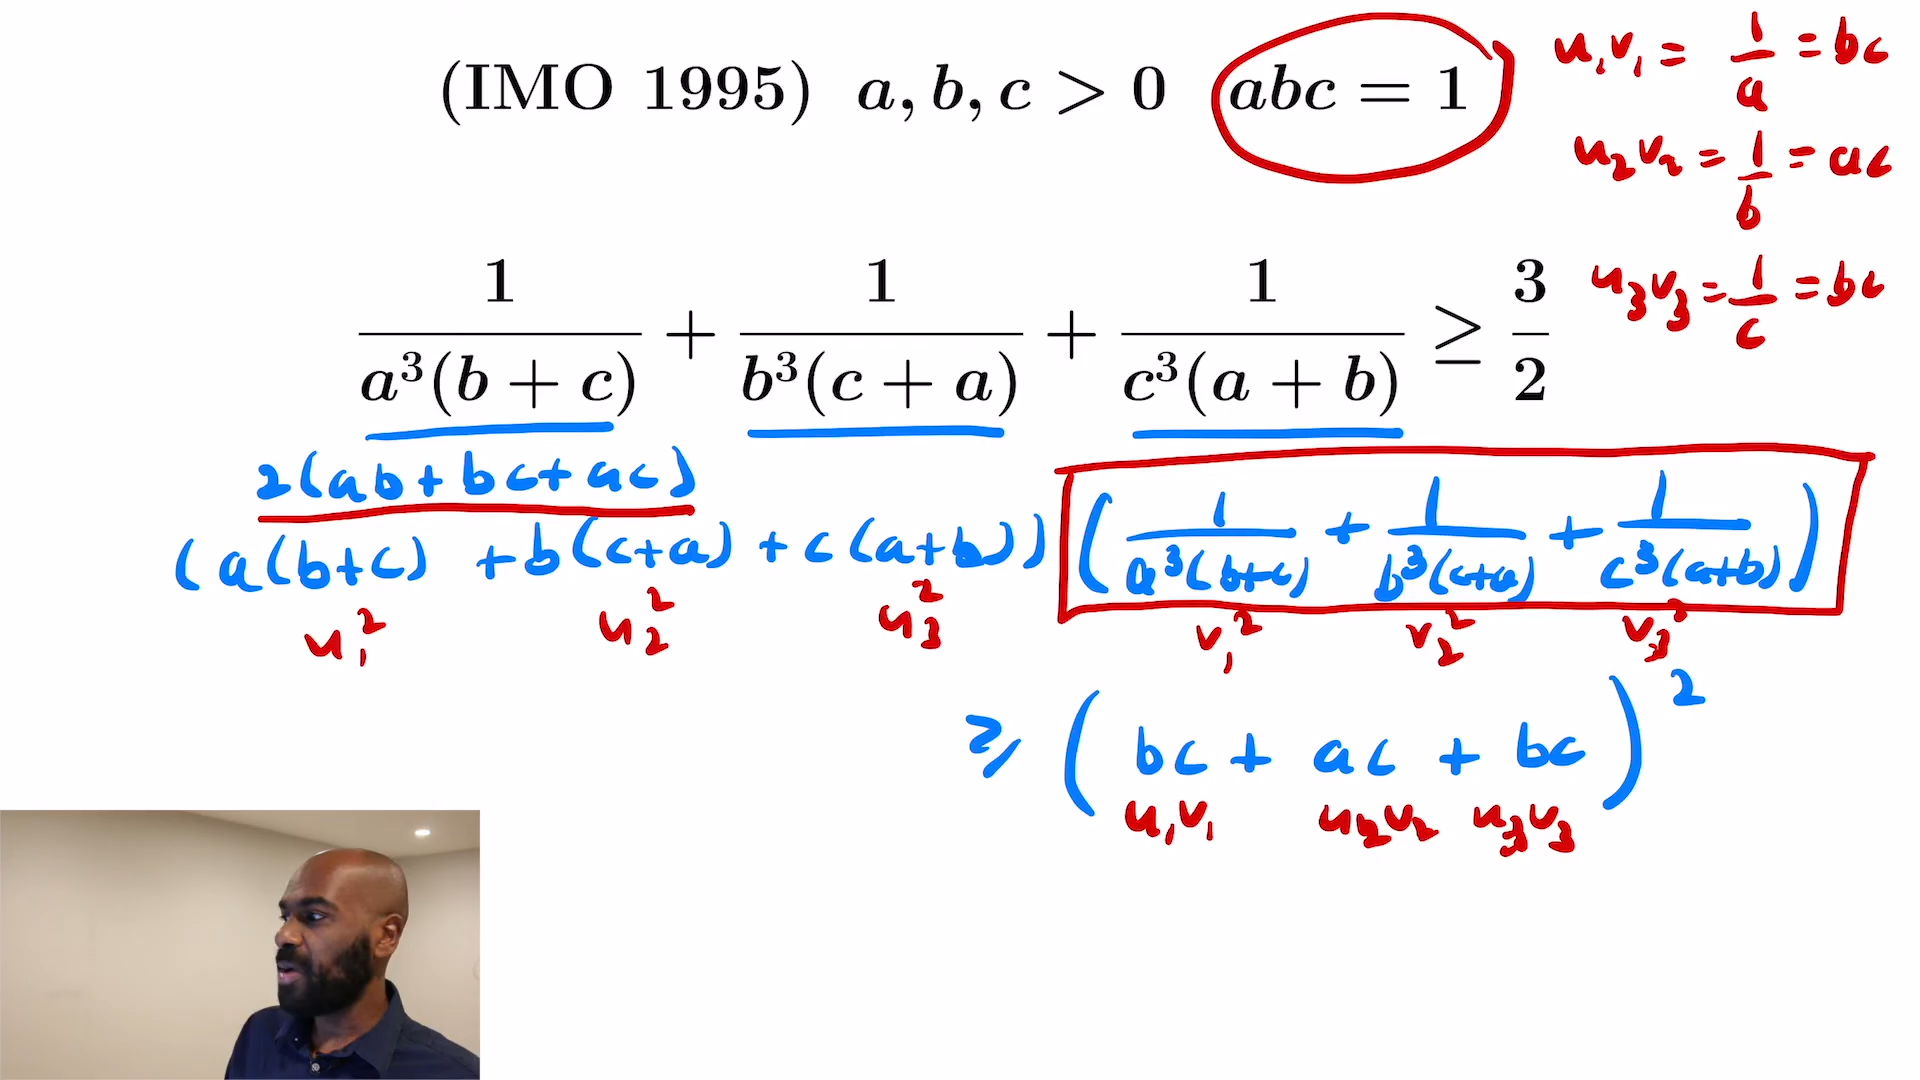 (IMO 1995) a, b, c > 0 abc = 1
u₁v₁ = 1/a = bc
u₂v₂ = 1/b = ac
u₃v₃ = 1/c = bc
1/(a³(b + c)) + 1/(b³(c + a)) + 1/(c³(a + b)) ≥ 3/2
2(ab + bc + ac)
(a(b+c) + b(c+a) + c(a+b)) (1/(a³(b+c)) + 1/(b³(c+a)) + 1/(c³(a+b)))
u₁² u₂² u₃² v₁² v₂² v₃²
≥ (bc + ac + bc)²
u₁v₁ u₂v₂ u₃v₃